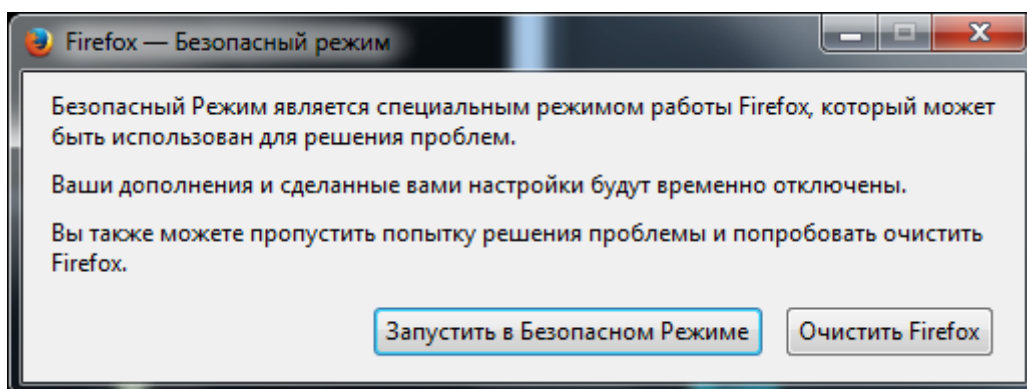 Firefox — Безопасный режим
Безопасный Режим является специальным режимом работы Firefox, который может
быть использован для решения проблем.
Ваши дополнения и сделанные вами настройки будут временно отключены.
Вы также можете пропустить попытку решения проблемы и попробовать очистить
Firefox.
Запустить в Безопасном Режиме Очистить Firefox